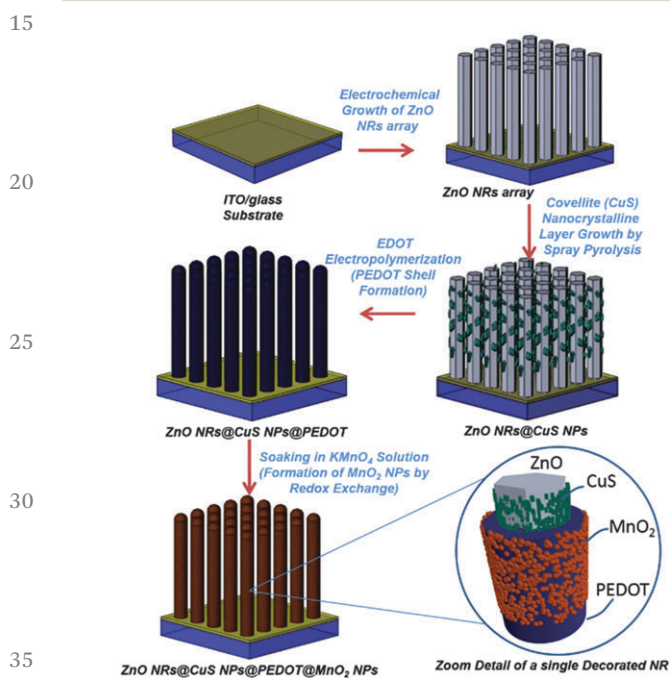 15
Electrochemical
Growth of ZnO
NRs array
20
ITO/glass
Substrate
ZnO NRs array
Covellite (CuS)
Nanocrystalline
Layer Growth by
Spray Pyrolysis
EDOT
Electropolymerization
(PEDOT Shell
Formation)
25
ZnO NRs@CuS NPs@PEDOT
ZnO NRs@CuS NPs
Soaking in KMnO₄ Solution
(Formation of MnO₂ NPs by
Redox Exchange)
30
ZnO
CuS
MnO₂
PEDOT
35
ZnO NRs@CuS NPs@PEDOT@MnO₂ NPs
Zoom Detail of a single Decorated NR